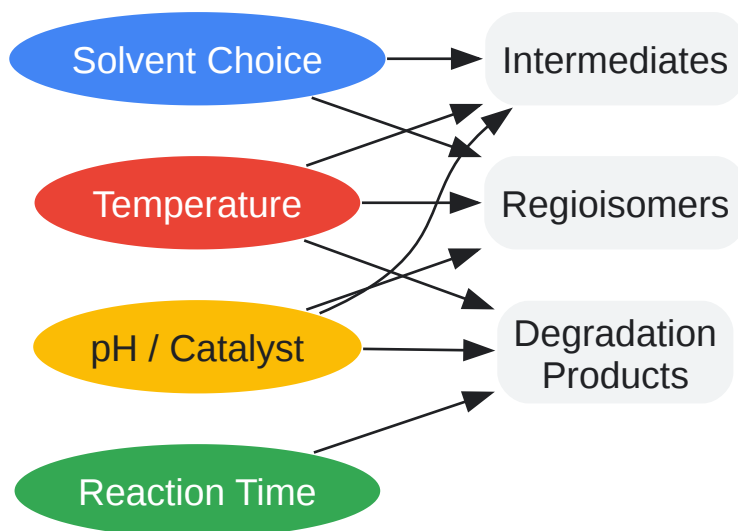 Solvent Choice
Intermediates
Temperature
Regioisomers
pH / Catalyst
Degradation
Products
Reaction Time